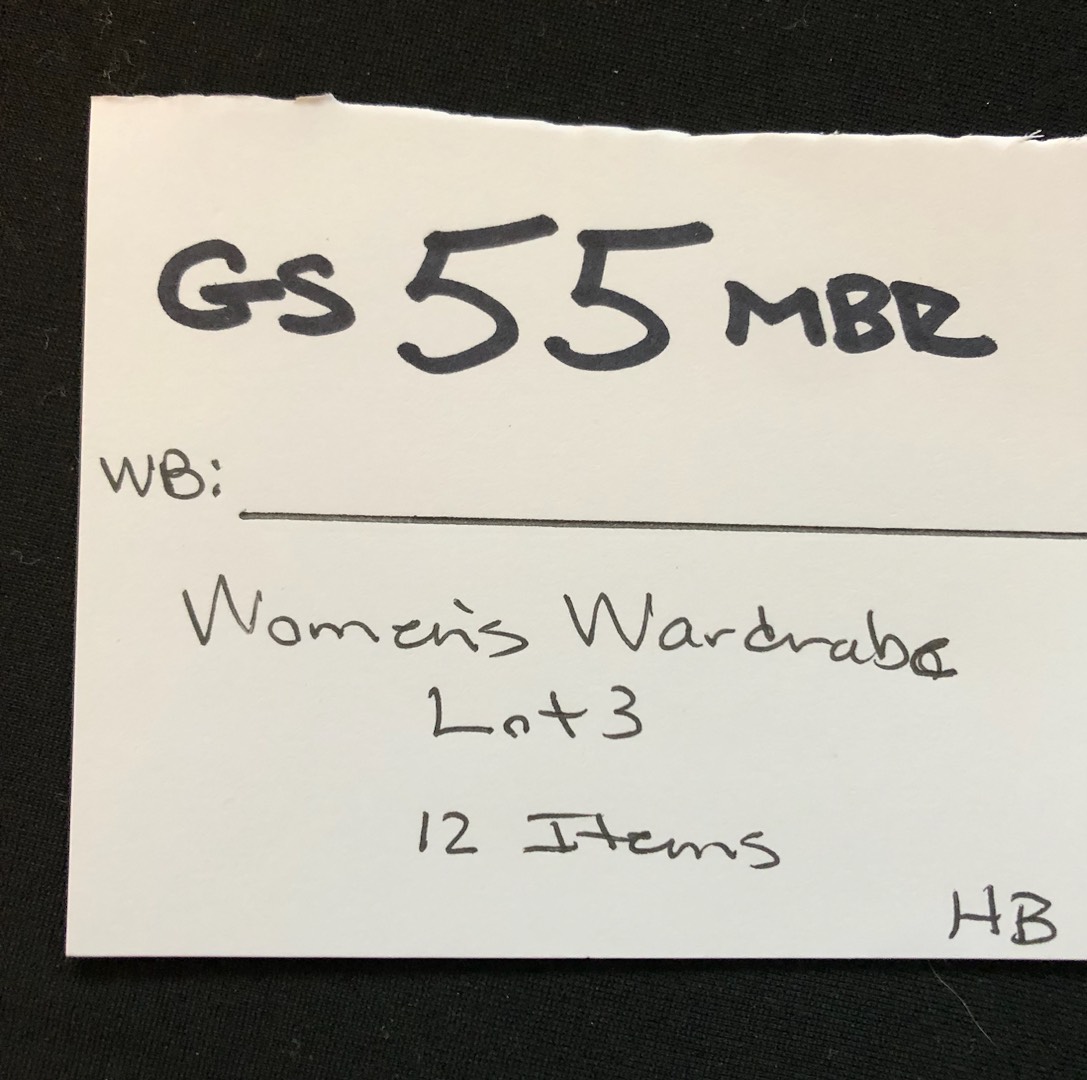 GS 55 MBR
WB:
Women's Wardrobe
Lot 3
12 Items
HB